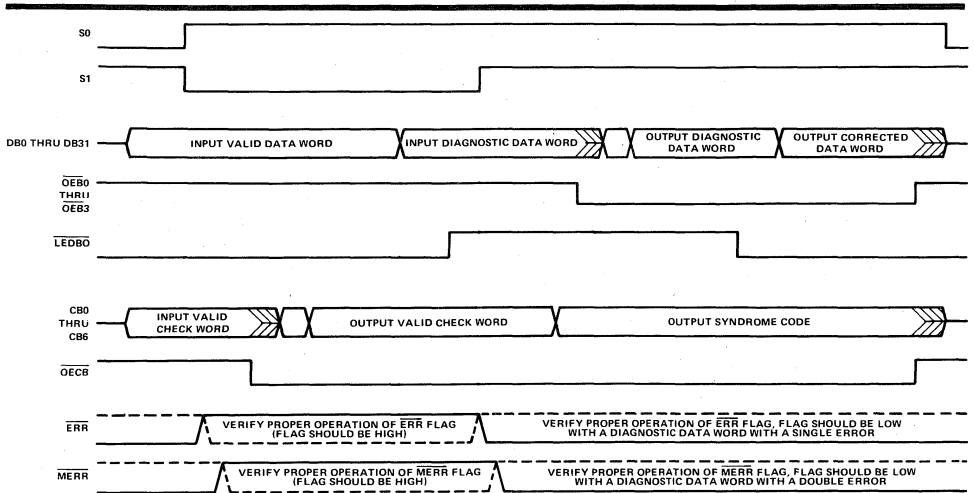 S0
S1
DB0 THRU DB31
INPUT VALID DATA WORD
INPUT DIAGNOSTIC DATA WORD
OUTPUT DIAGNOSTIC
DATA WORD
OUTPUT CORRECTED
DATA WORD
OEB0
THRU
OEB3
LEDBO
CB0
THRU
CB6
INPUT VALID
CHECK WORD
OUTPUT VALID CHECK WORD
OUTPUT SYNDROME CODE
OECB
ERR
VERIFY PROPER OPERATION OF ERR FLAG
(FLAG SHOULD BE HIGH)
VERIFY PROPER OPERATION OF ERR FLAG, FLAG SHOULD BE LOW
WITH A DIAGNOSTIC DATA WORD WITH A SINGLE ERROR
MERR
VERIFY PROPER OPERATION OF MERR FLAG
(FLAG SHOULD BE HIGH)
VERIFY PROPER OPERATION OF MERR FLAG, FLAG SHOULD BE LOW
WITH A DIAGNOSTIC DATA WORD WITH A DOUBLE ERROR